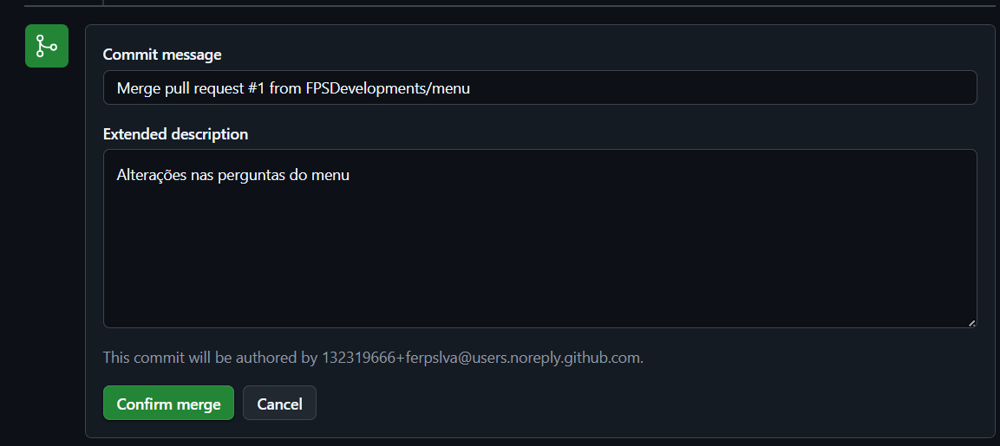 Commit message
Merge pull request #1 from FPSDevelopments/menu
Extended description
Alterações nas perguntas do menu
This commit will be authored by 132319666+ferpslva@users.noreply.github.com.
Confirm merge
Cancel